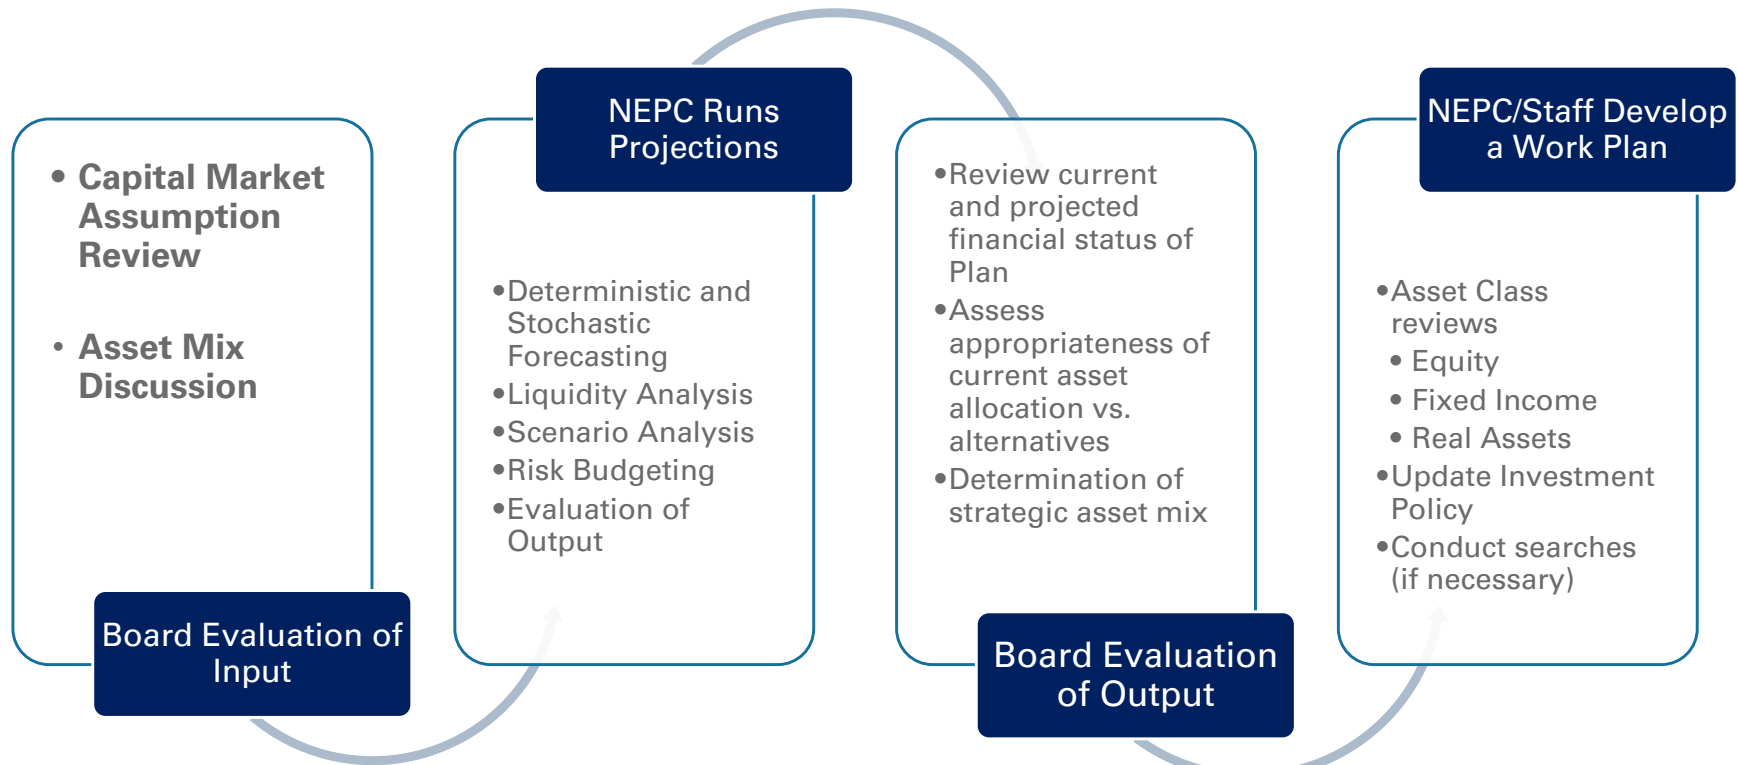 • Capital Market
Assumption
Review
• Asset Mix
Discussion
Board Evaluation of
Input
NEPC Runs
Projections
•Deterministic and
Stochastic
Forecasting
•Liquidity Analysis
•Scenario Analysis
•Risk Budgeting
•Evaluation of
Output
•Review current
and projected
financial status of
Plan
•Assess
appropriateness of
current asset
allocation vs.
alternatives
•Determination of
strategic asset mix
Board Evaluation
of Output
NEPC/Staff Develop
a Work Plan
•Asset Class
reviews
• Equity
• Fixed Income
• Real Assets
•Update Investment
Policy
•Conduct searches
(if necessary)